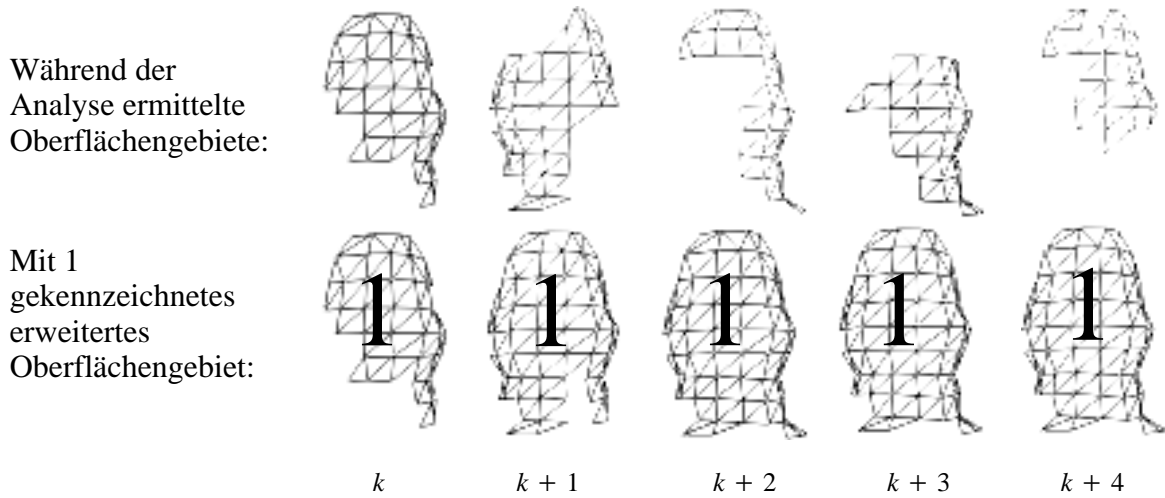 Während der
Analyse ermittelte
Oberflächengebiete:
Mit 1
gekennzeichnetes
erweitertes
Oberflächengebiet:
1 1 1 1 1
k k + 1 k + 2 k + 3 k + 4